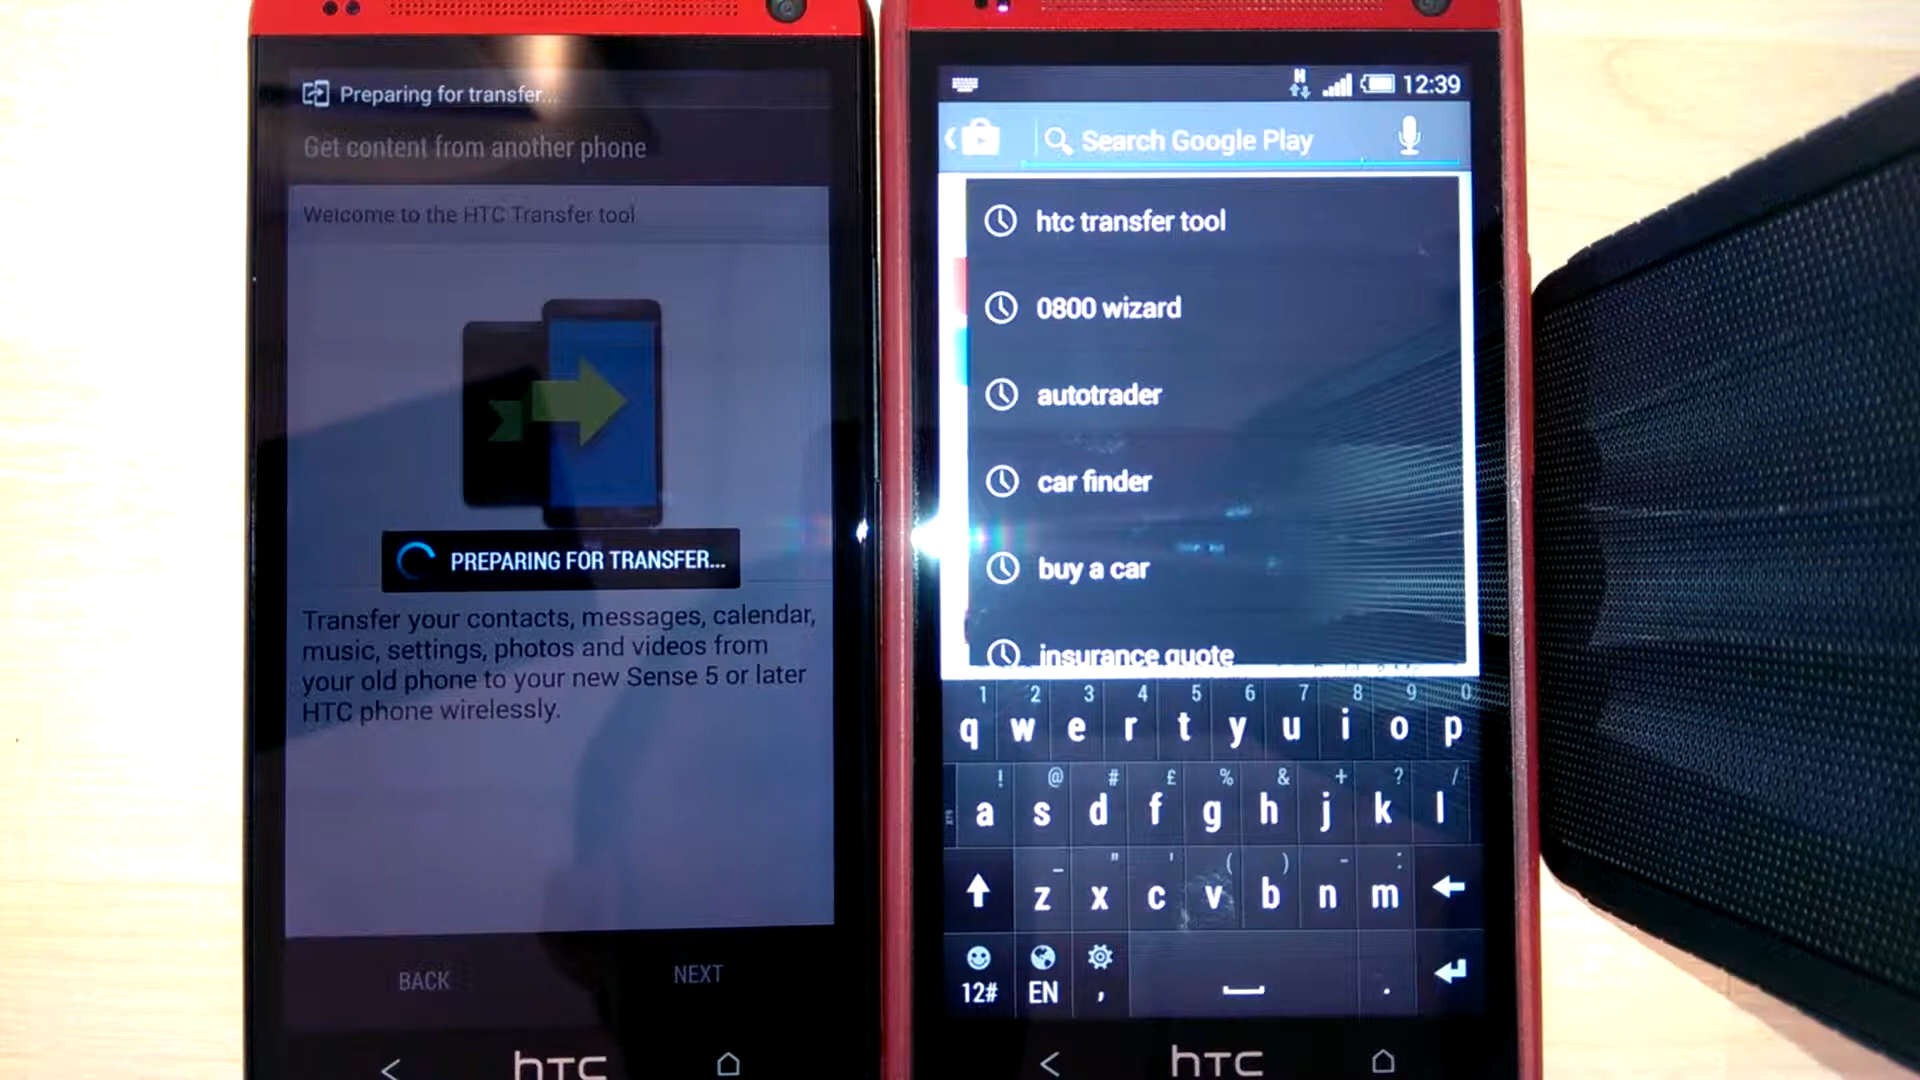 Preparing for transfer...
Get content from another phone
Welcome to the HTC Transfer tool
PREPARING FOR TRANSFER...
Transfer your contacts, messages, calendar,
music, settings, photos and videos from
your old phone to your new Sense 5 or later
HTC phone wirelessly.
BACK NEXT
hTC
H 12:39
Search Google Play
htc transfer tool
0800 wizard
autotrader
car finder
buy a car
insurance quote
1 2 3 4 5 6 7 8 9 0
q w e r t y u i o p
! @ # £ % & + ? /
a s d f g h j k l
_ " ' ( ) - :
z x c v b n m
12# EN , .
hTC